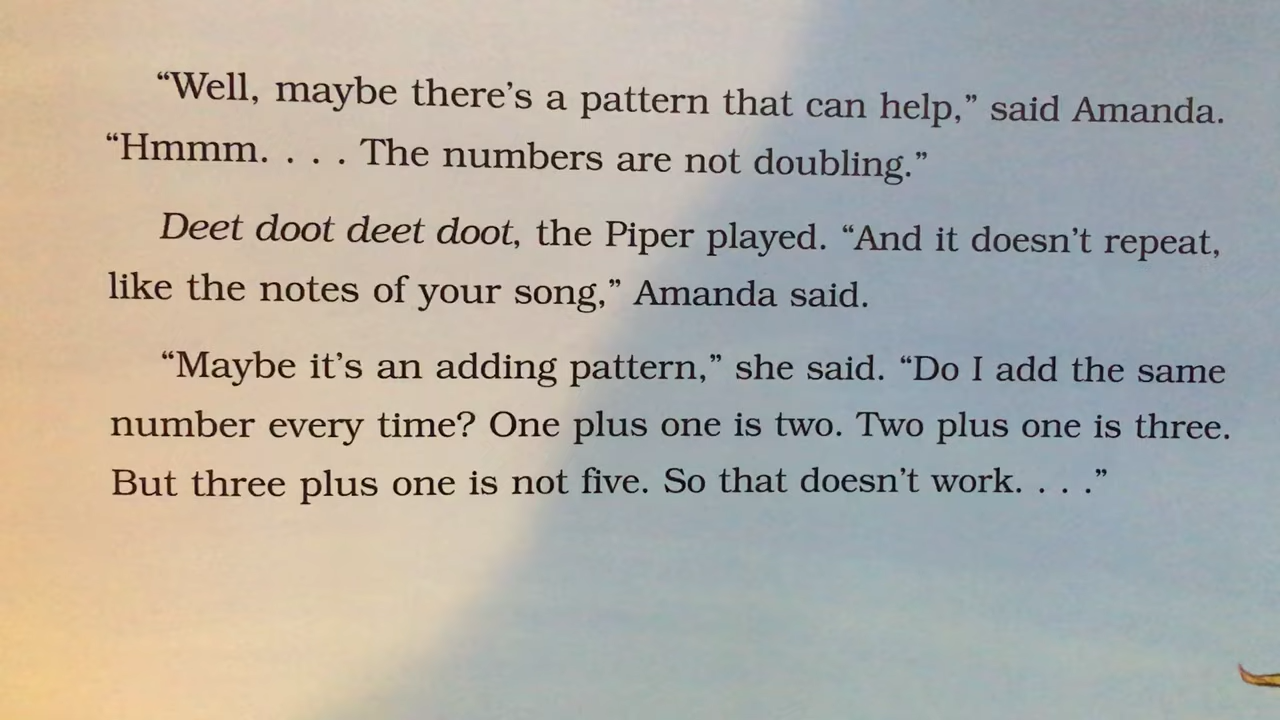 “Well, maybe there’s a pattern that can help,” said Amanda.
“Hmmm. . . . The numbers are not doubling.”
Deet doot deet doot, the Piper played. “And it doesn’t repeat,
like the notes of your song,” Amanda said.
“Maybe it’s an adding pattern,” she said. “Do I add the same
number every time? One plus one is two. Two plus one is three.
But three plus one is not five. So that doesn’t work. . . .”